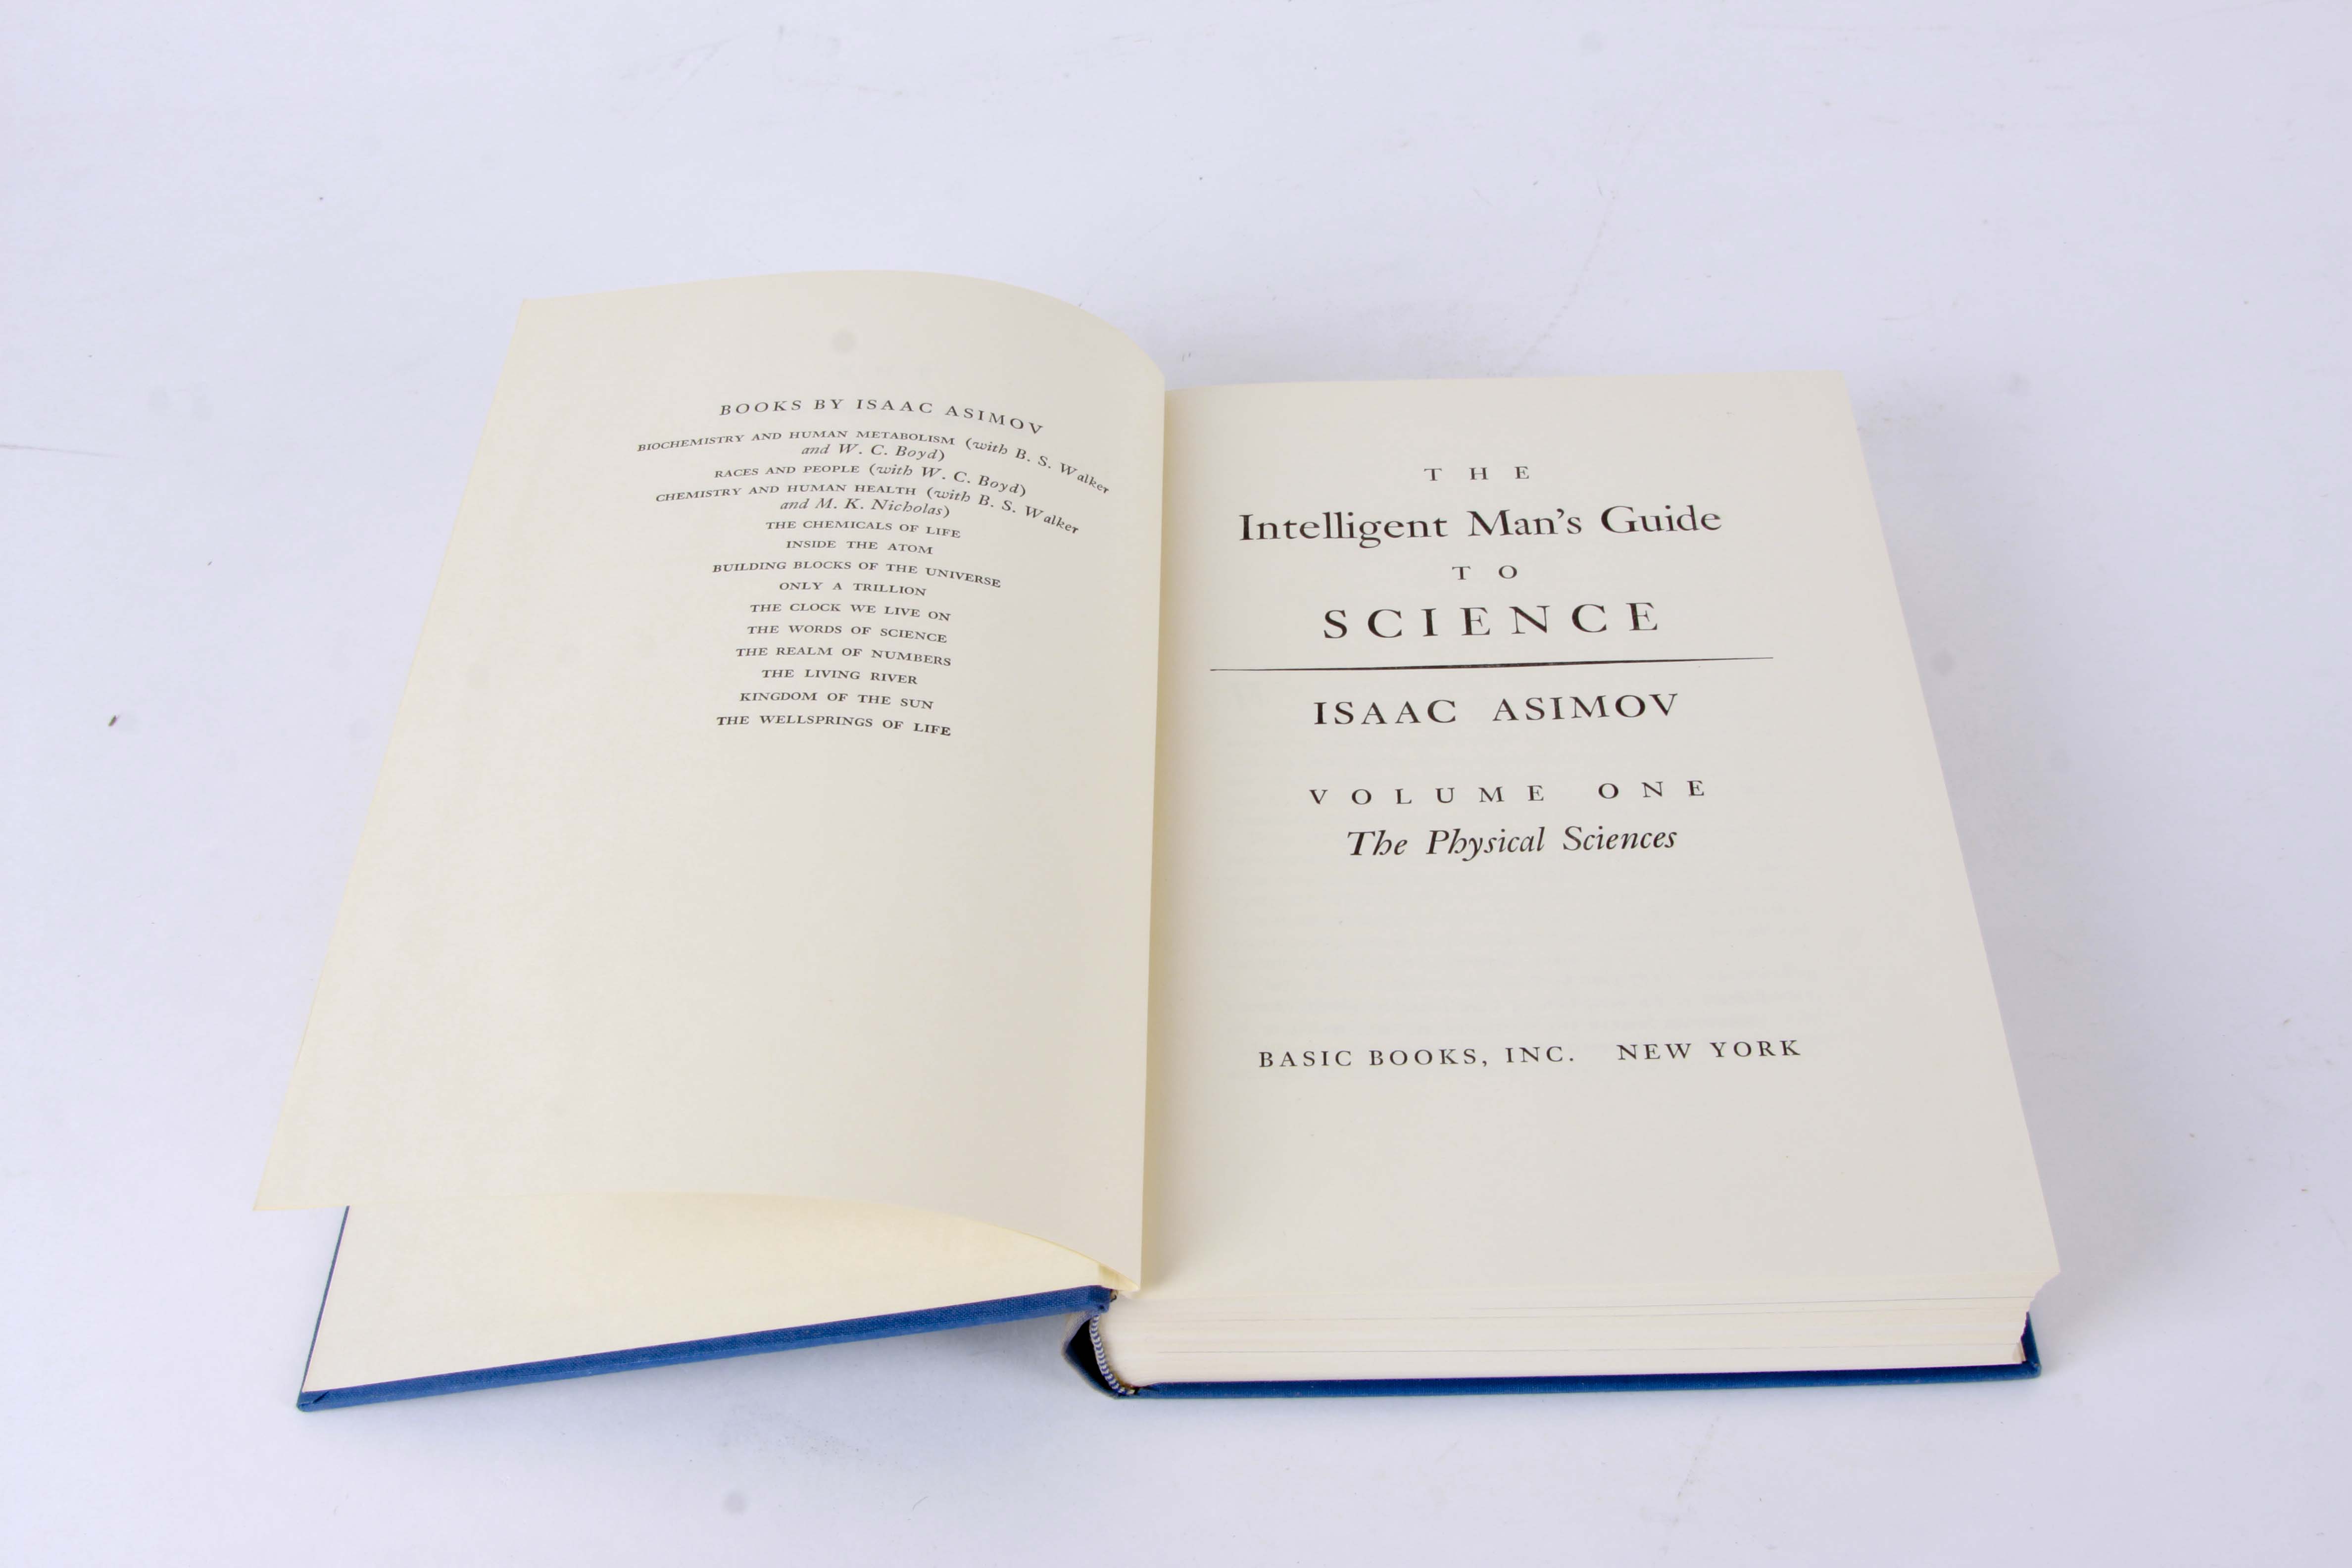 BOOKS BY ISAAC ASIMOV
BIOCHEMISTRY AND HUMAN METABOLISM (with B. S. Walker
and W. C. Boyd)
RACES AND PEOPLE (with W. C. Boyd)
CHEMISTRY AND HUMAN HEALTH (with B. S. Walker
and M. K. Nicholas)
THE CHEMICALS OF LIFE
INSIDE THE ATOM
BUILDING BLOCKS OF THE UNIVERSE
ONLY A TRILLION
THE CLOCK WE LIVE ON
THE WORDS OF SCIENCE
THE REALM OF NUMBERS
THE LIVING RIVER
KINGDOM OF THE SUN
THE WELLSPRINGS OF LIFE
THE
Intelligent Man's Guide
TO
SCIENCE
ISAAC ASIMOV
VOLUME ONE
The Physical Sciences
BASIC BOOKS, INC. NEW YORK